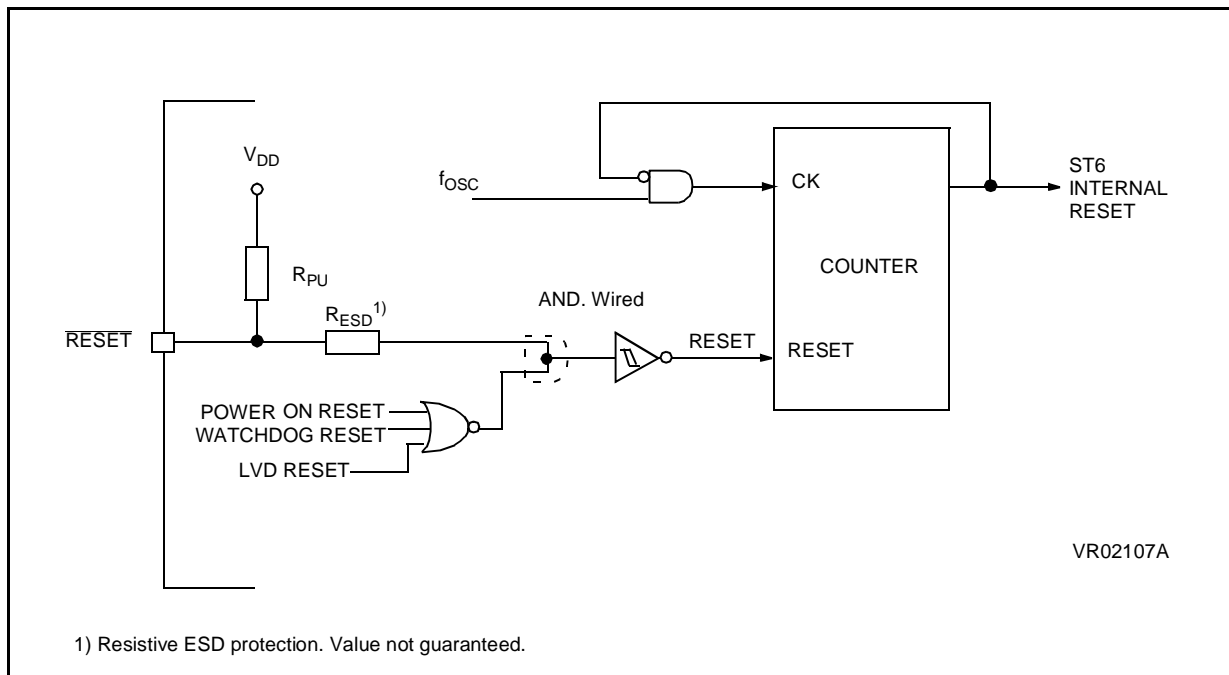 V_DD
f_OSC
CK
ST6
INTERNAL
RESET
COUNTER
R_PU
AND. Wired
R_ESD^1)
RESET
RESET
RESET
POWER ON RESET
WATCHDOG RESET
LVD RESET
VR02107A
1) Resistive ESD protection. Value not guaranteed.